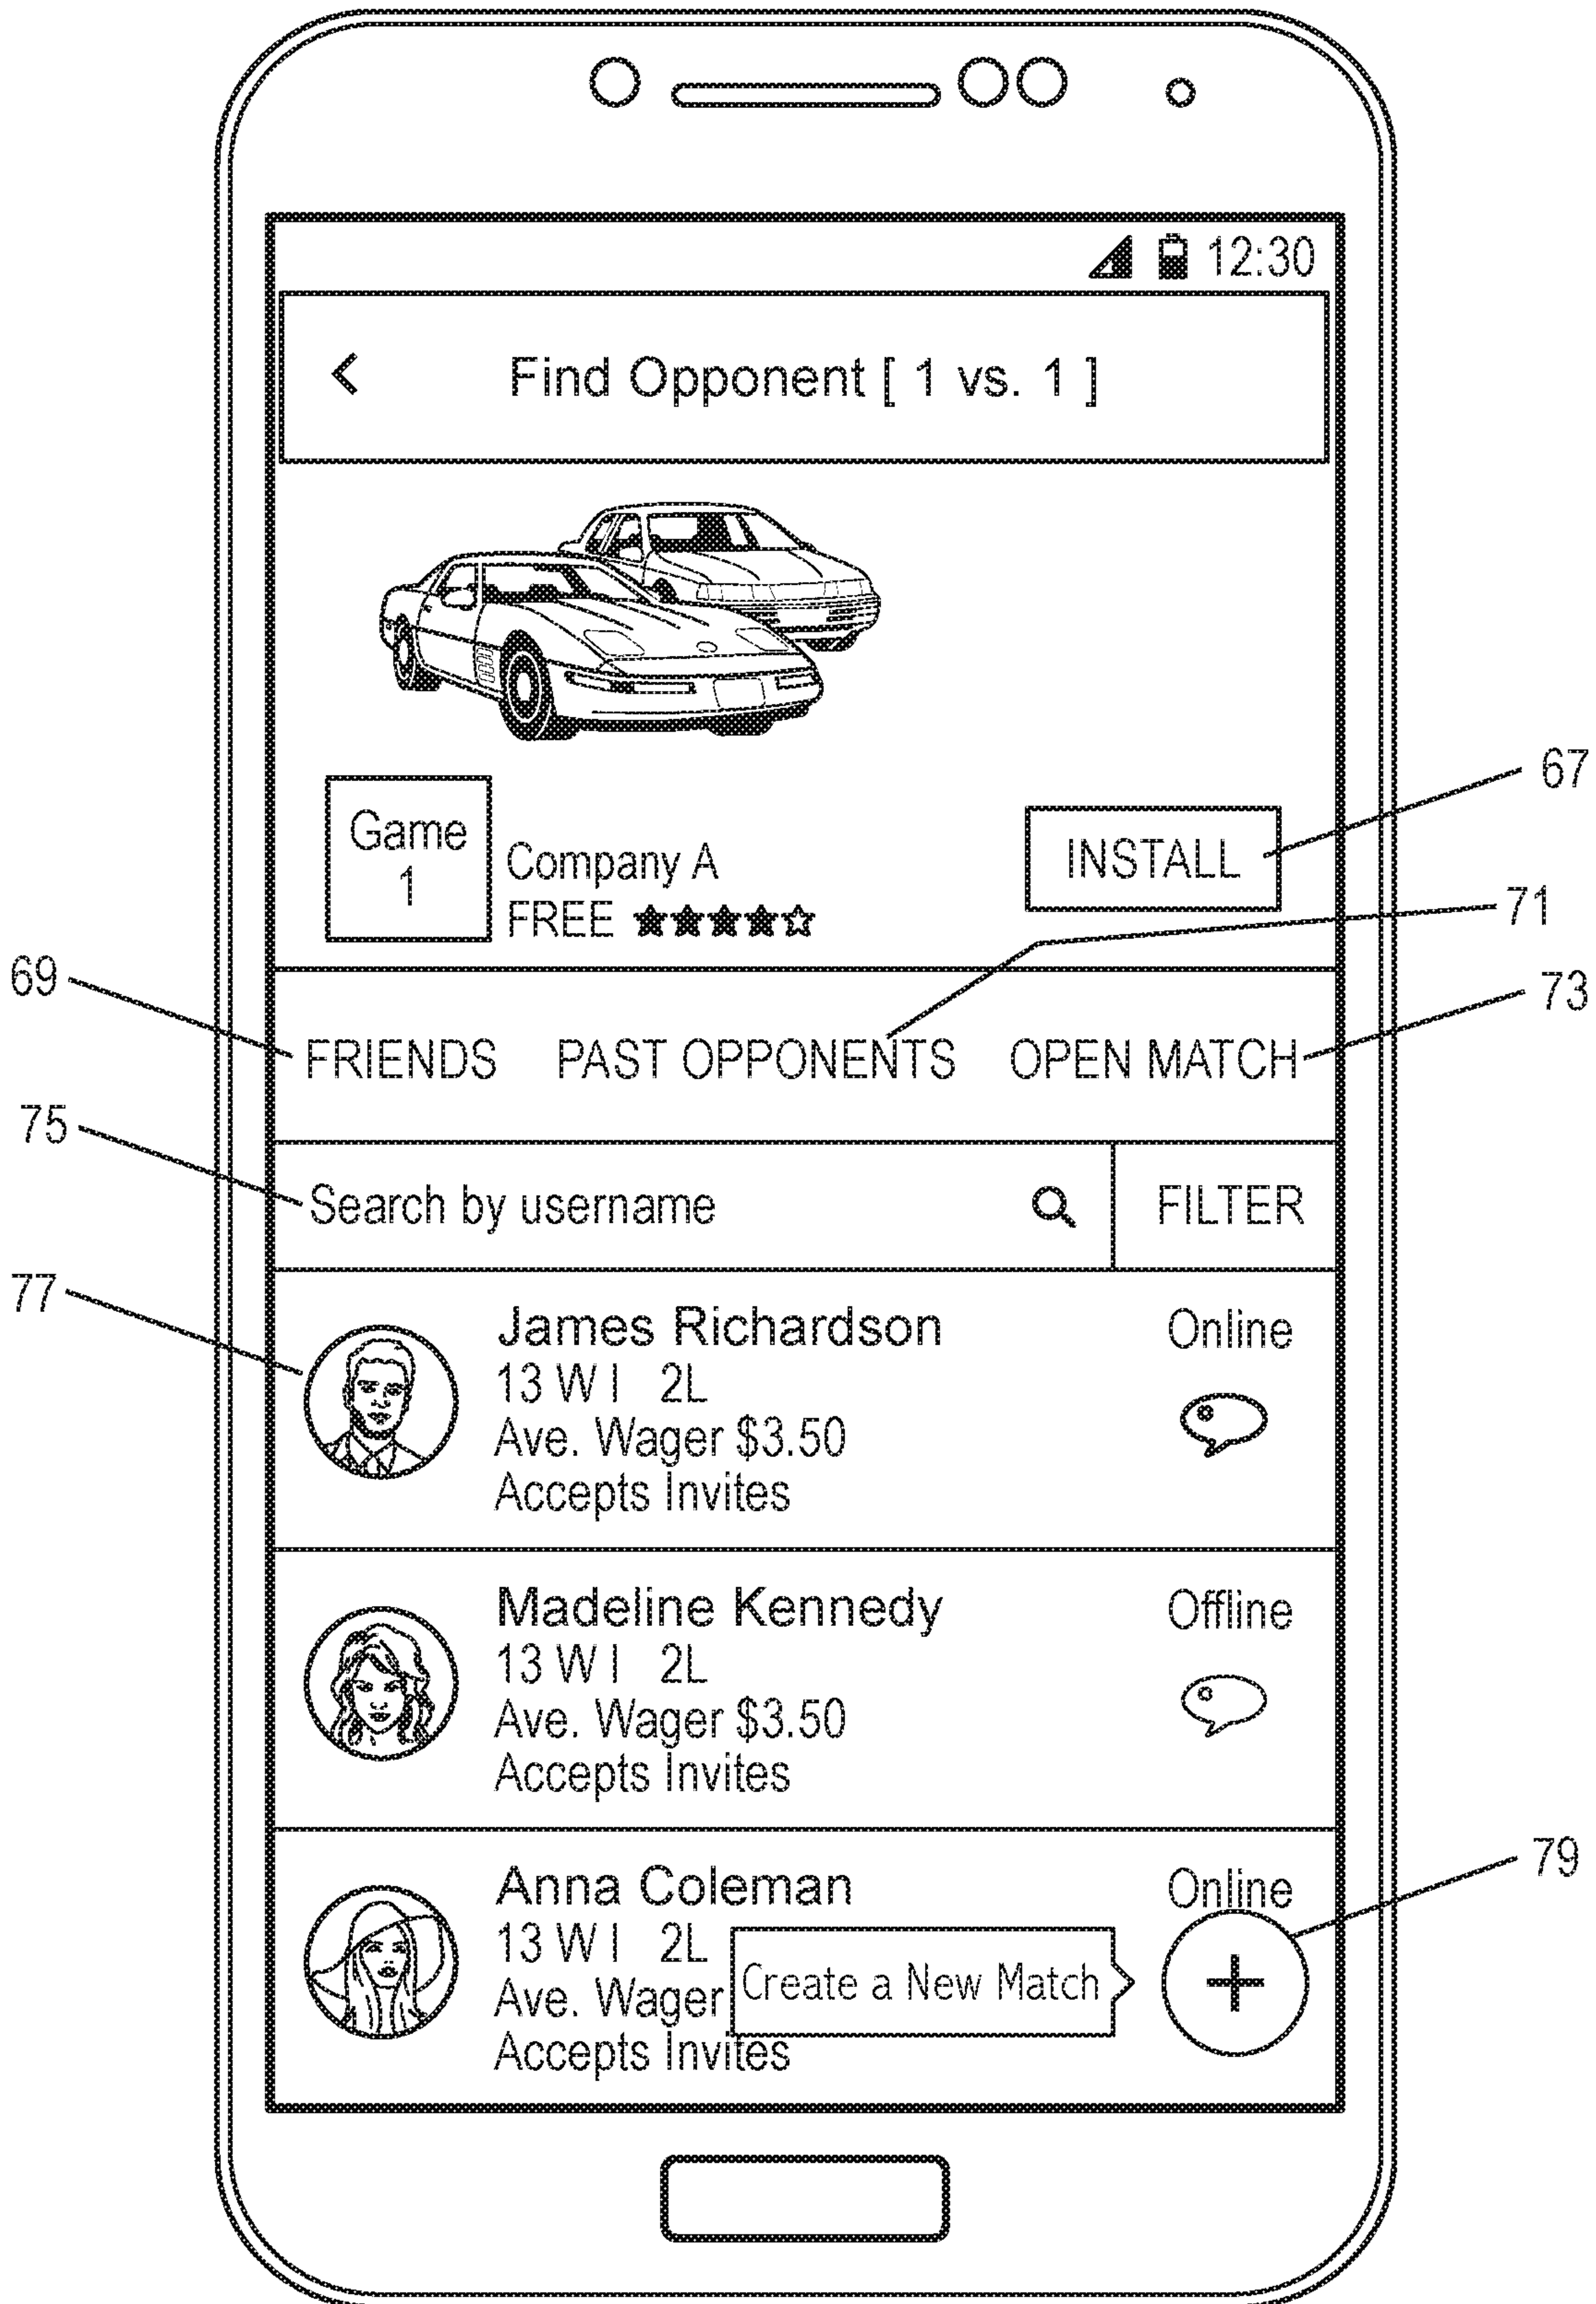 12:30
< Find Opponent [ 1 vs. 1 ]
67
Game
1
Company A
INSTALL
FREE
71
69
73
FRIENDS PAST OPPONENTS OPEN MATCH
75
Search by username FILTER
77
James Richardson Online
13 W I 2L
Ave. Wager $3.50
Accepts Invites
Madeline Kennedy Offline
13 W I 2L
Ave. Wager $3.50
Accepts Invites
79
Anna Coleman Online
13 W I 2L
Ave. Wager Create a New Match +
Accepts Invites